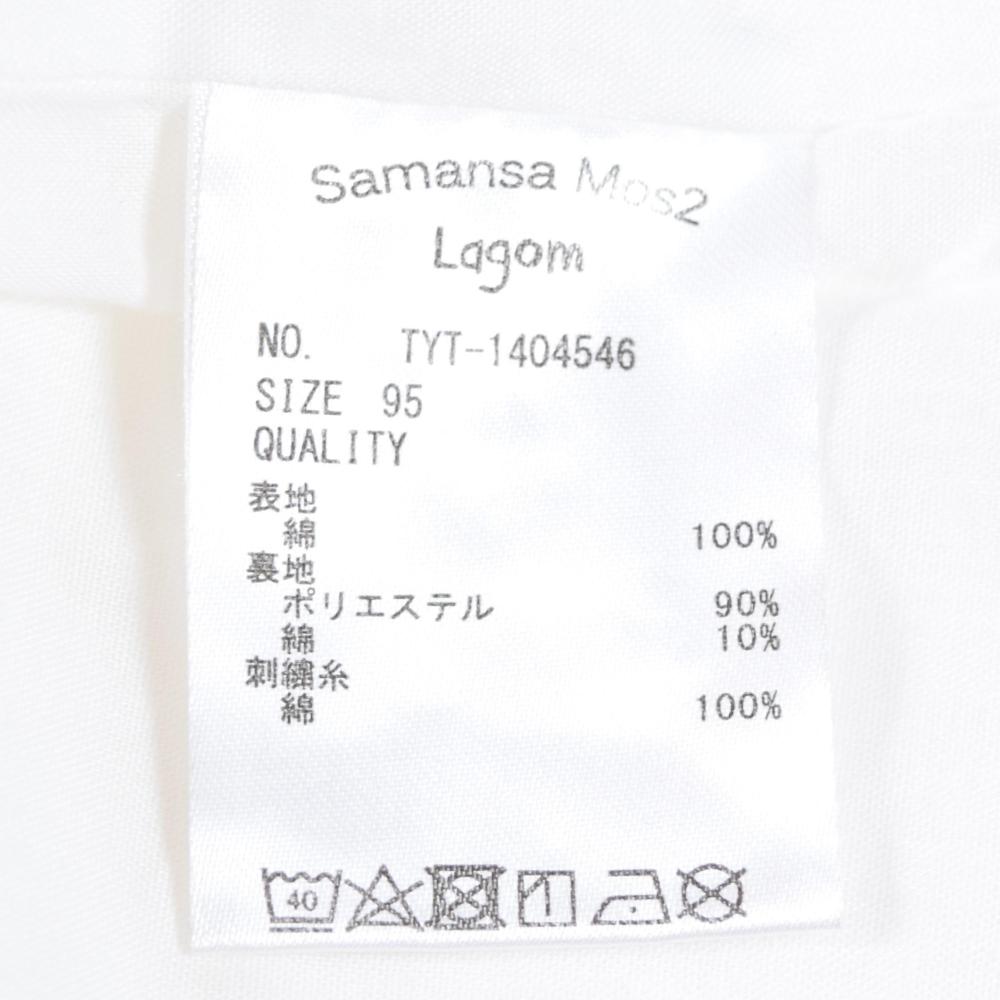 Samansa Mos2
Lagom
NO. TYT-1404546
SIZE 95
QUALITY
表地
綿 100%
裏地
ポリエステル 90%
綿 10%
刺繍糸
綿 100%
40